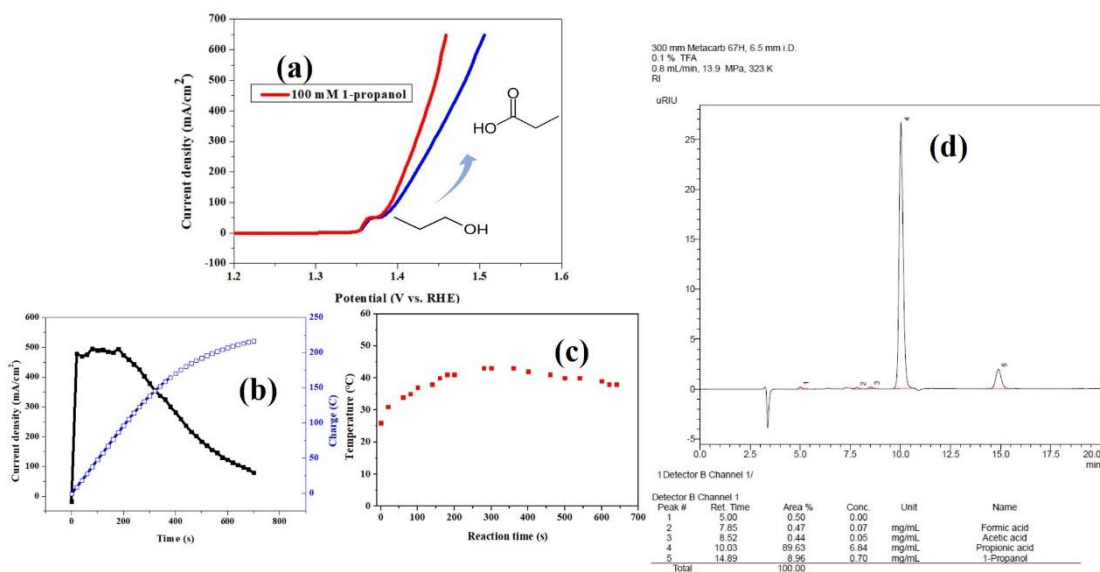 700
600
500
400
300
200
100
0
-100
Current density (mA/cm²)
(a)
100 mM 1-propanol
O
HO
OH
1.2 1.3 1.4 1.5 1.6
Potential (V vs. RHE)
600
500
400
300
200
100
0
Current density (mA/cm²)
(b)
250
200
150
100
50
0
Charge (C)
0 200 400 600 800
Time (s)
60
50
40
30
20
10
0
Temperature (°C)
(c)
0 100 200 300 400 500 600 700
Reaction time (s)
300 mm Metacarb 67H, 6.5 mm i.D.
0.1 % TFA
0.8 mL/min, 13.9 MPa, 323 K
RI
uRIU
25
20
15
10
5
0
-5
(d)
1
2
3
4
5
0.0 2.5 5.0 7.5 10.0 12.5 15.0 17.5 20.0
min
1 Detector B Channel 1/
Detector B Channel 1
Peak # Ret. Time Area % Conc. Unit Name
1 5.00 0.50 0.00
2 7.85 0.47 0.07 mg/mL Formic acid
3 8.52 0.44 0.05 mg/mL Acetic acid
4 10.03 89.63 6.84 mg/mL Propionic acid
5 14.89 8.96 0.70 mg/mL 1-Propanol
Total 100.00